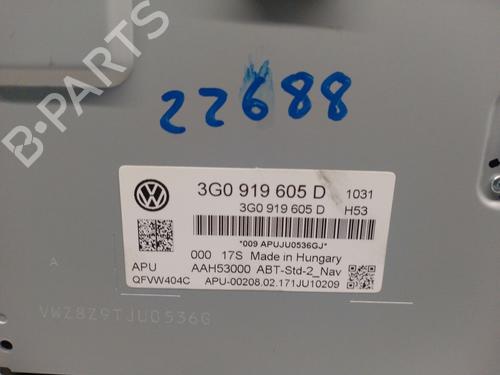 B-PARTS
22688
3G0 919 605 D 1031
3G0 919 605 D H53
*009 APUJU0536GJ*
000 17S Made in Hungary
APU AAH53000 ABT-Std-2_Nav
QFVW404C APU-00208.02.171JU10209
VWZ8Z9TJU0536G